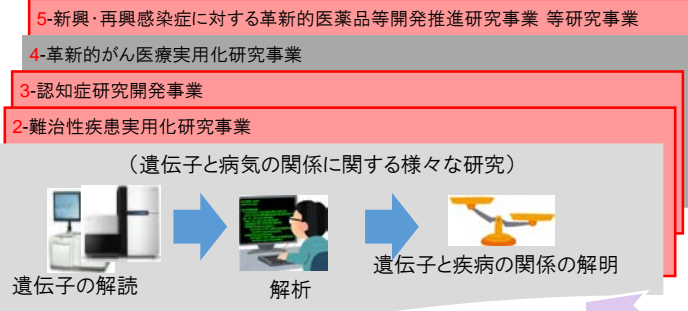 5-新興・再興感染症に対する革新的医薬品等開発推進研究事業 等研究事業
4-革新的がん医療実用化研究事業
3-認知症研究開発事業
2-難治性疾患実用化研究事業
（遺伝子と病気の関係に関する様々な研究）
遺伝子の解読
解析
遺伝子と疾病の関係の解明